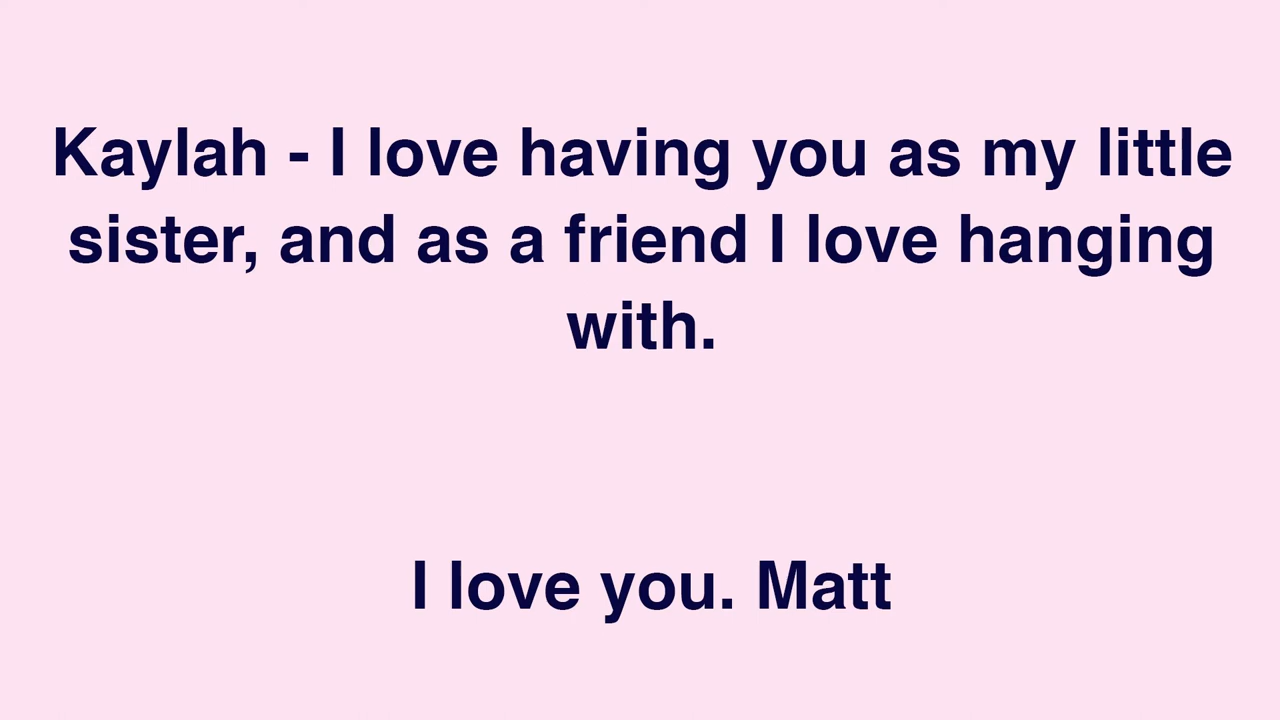 Kaylah - I love having you as my little
sister, and as a friend I love hanging
with.
I love you. Matt